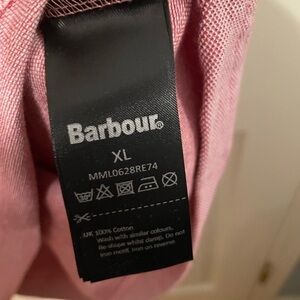 Barbour
XL
MML0628RE74
UK 100% Cotton
Wash with similar colours.
Re-shape whilst damp. Do not
iron motion. Iron on reverse.